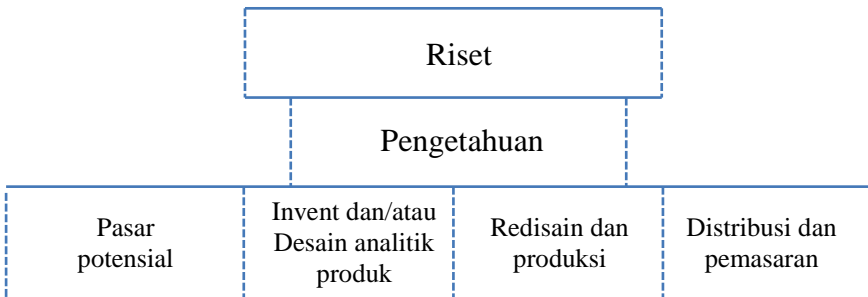 Riset
Pengetahuan
Pasar
potensial
Invent dan/atau
Desain analitik
produk
Redisain dan
produksi
Distribusi dan
pemasaran